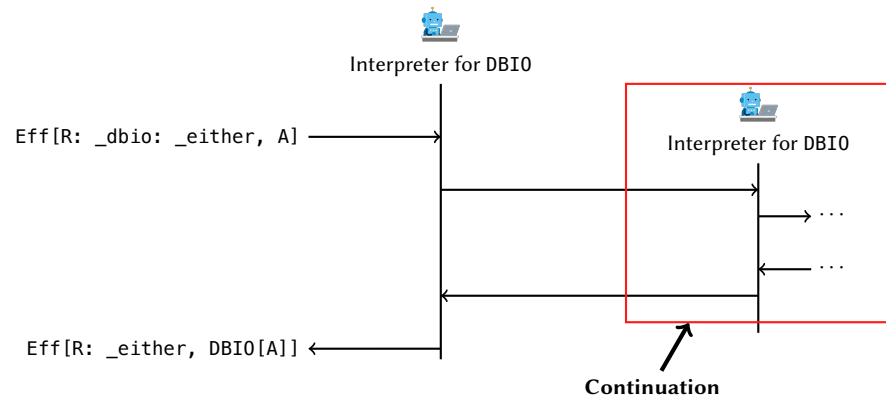 Interpreter for DBIO
Eff[R: _dbio: _either, A]
Interpreter for DBIO
...
...
Eff[R: _either, DBIO[A]]
Continuation